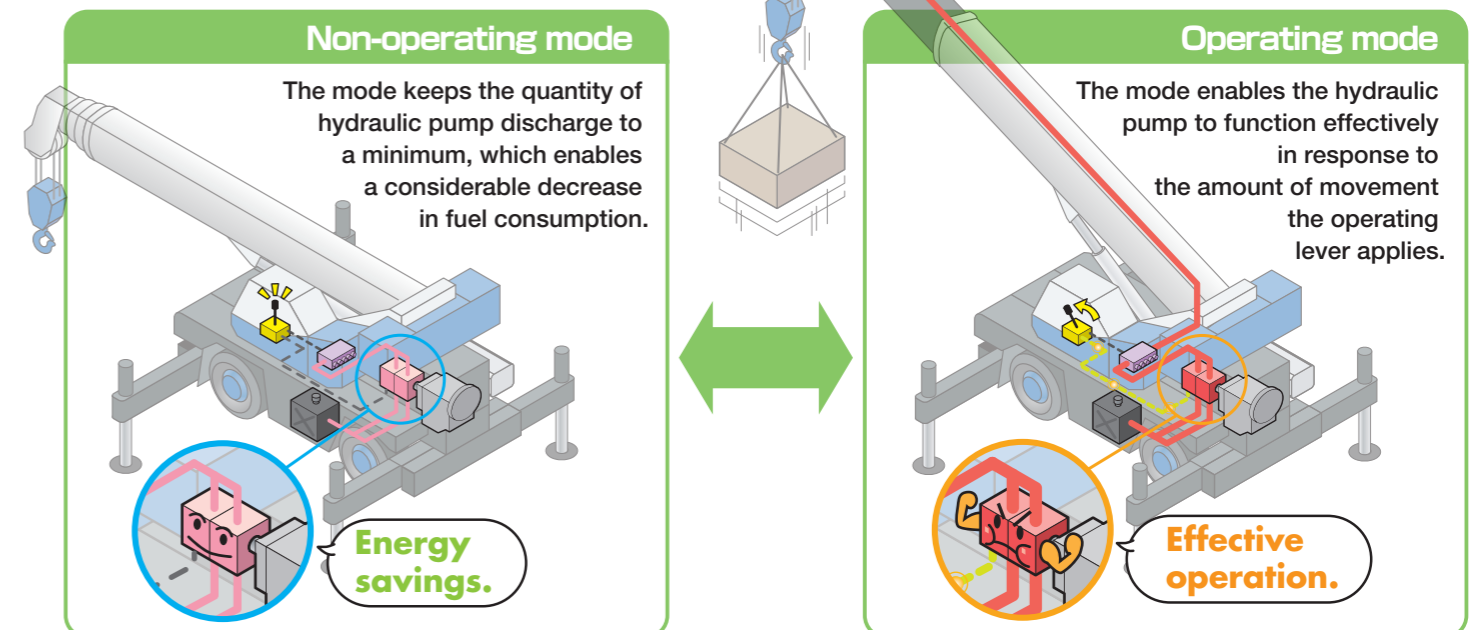 Non-operating mode
The mode keeps the quantity of
hydraulic pump discharge to
a minimum, which enables
a considerable decrease
in fuel consumption.
Energy
savings.
Operating mode
The mode enables the hydraulic
pump to function effectively
in response to
the amount of movement
the operating
lever applies.
Effective
operation.